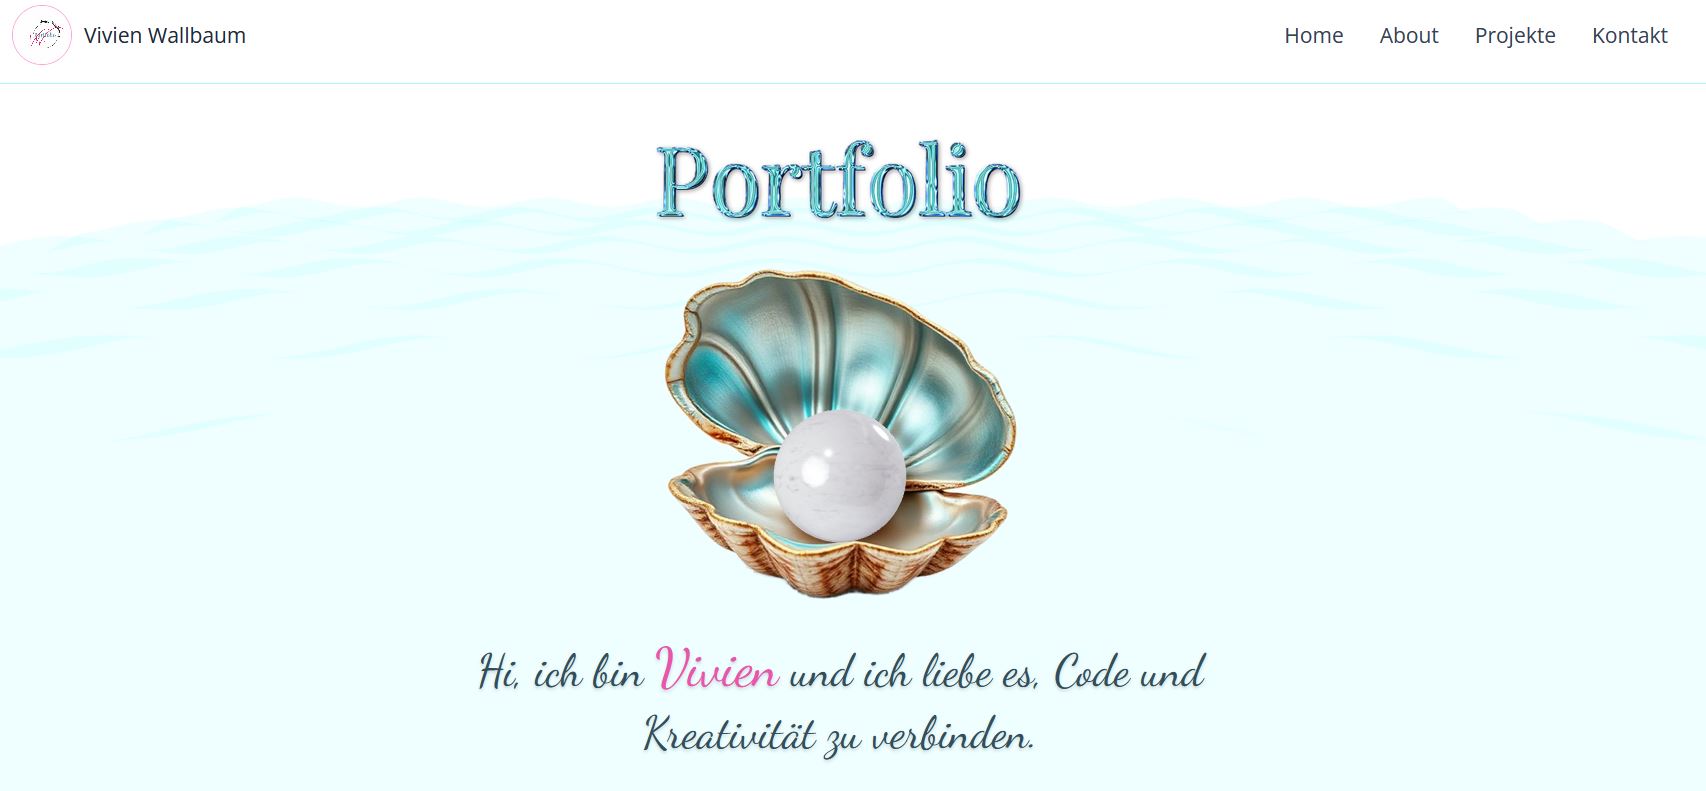 Vivien Wallbaum
Home About Projekte Kontakt
Portfolio
Hi, ich bin Vivien und ich liebe es, Code und
Kreativität zu verbinden.